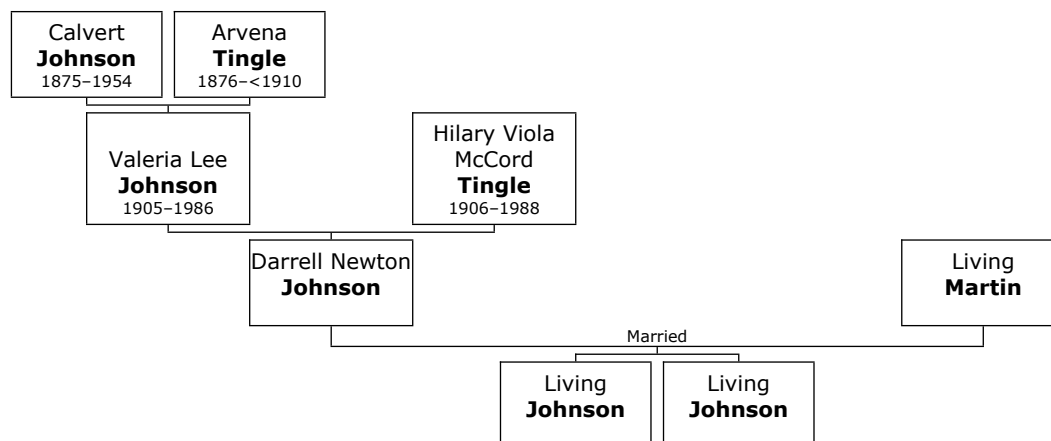 Calvert
Johnson
1875–1954
Arvena
Tingle
1876–<1910
Valeria Lee
Johnson
1905–1986
Hilary Viola
McCord
Tingle
1906–1988
Darrell Newton
Johnson
Living
Martin
Married
Living
Johnson
Living
Johnson